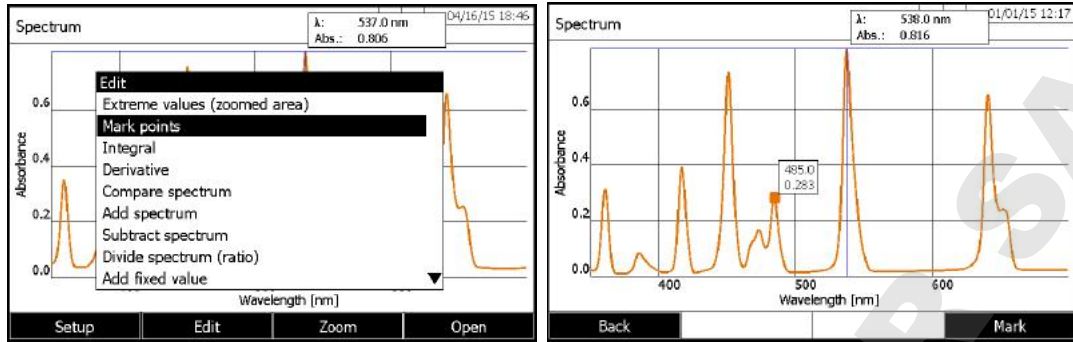 Spectrum
λ: 537.0 nm
Abs.: 0.806
04/16/15 18:46
Edit
Extreme values (zoomed area)
Mark points
Integral
Derivative
Compare spectrum
Add spectrum
Subtract spectrum
Divide spectrum (ratio)
Add fixed value
Absorbance
0.6
0.4
0.2
0.0
Wavelength [nm]
Setup Edit Zoom Open
Spectrum
λ: 538.0 nm
Abs.: 0.816
01/01/15 12:17
Absorbance
0.6
0.4
0.2
0.0
485.0
0.283
400 500 600
Wavelength [nm]
Back Mark